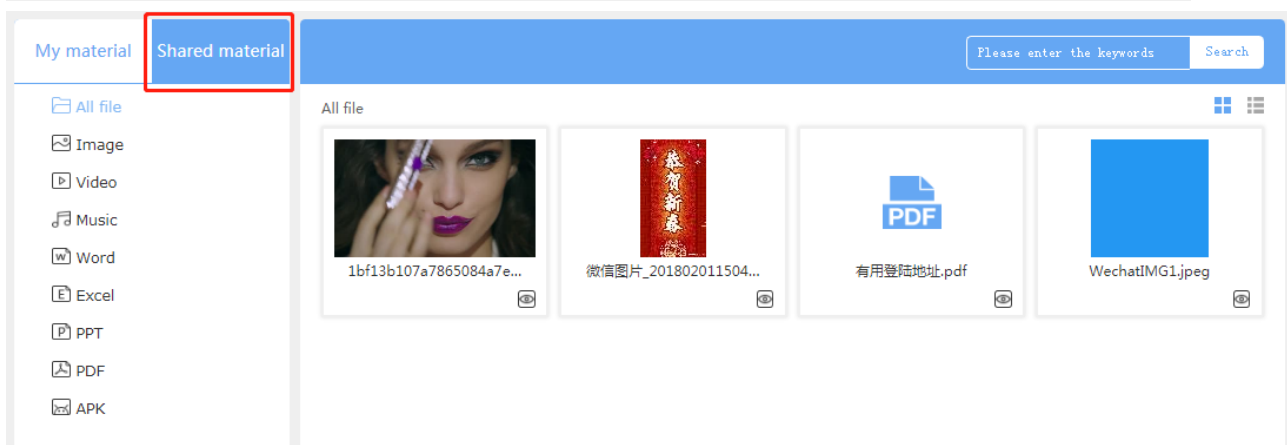 My material
Shared material
Please enter the keywords
Search
All file
Image
Video
Music
Word
Excel
PPT
PDF
APK
All file
恭贺新春
PDF
1bf13b107a7865084a7e...
微信图片_201802011504...
有用登陆地址.pdf
WechatIMG1.jpeg